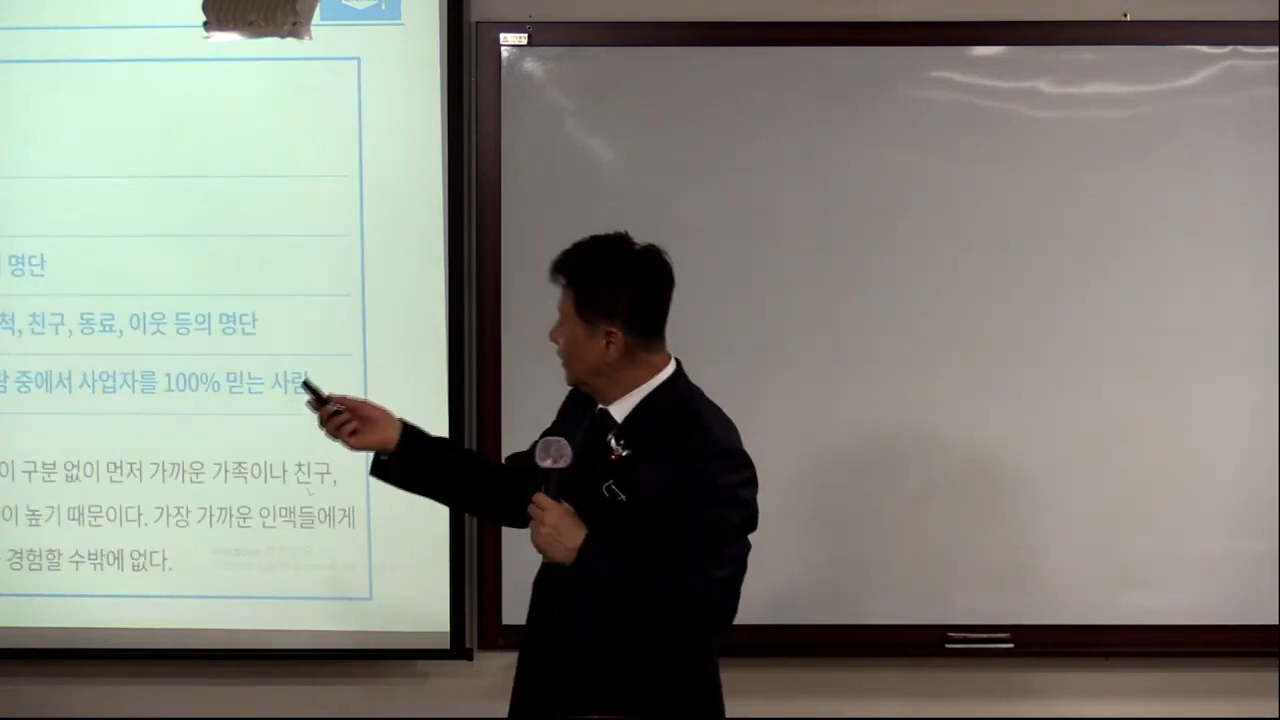 명단
척, 친구, 동료, 이웃 등의 명단
중에서 사업자를 100% 믿는 사람
이 구분 없이 먼저 가까운 가족이나 친구,
이 높기 때문이다. 가장 가까운 인맥들에게
경험할 수밖에 없다.